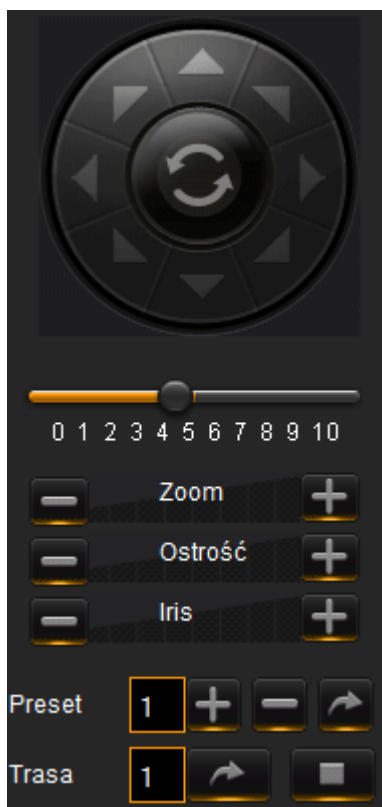 0 1 2 3 4 5 6 7 8 9 10
Zoom
Ostrość
Iris
Preset 1
Trasa 1